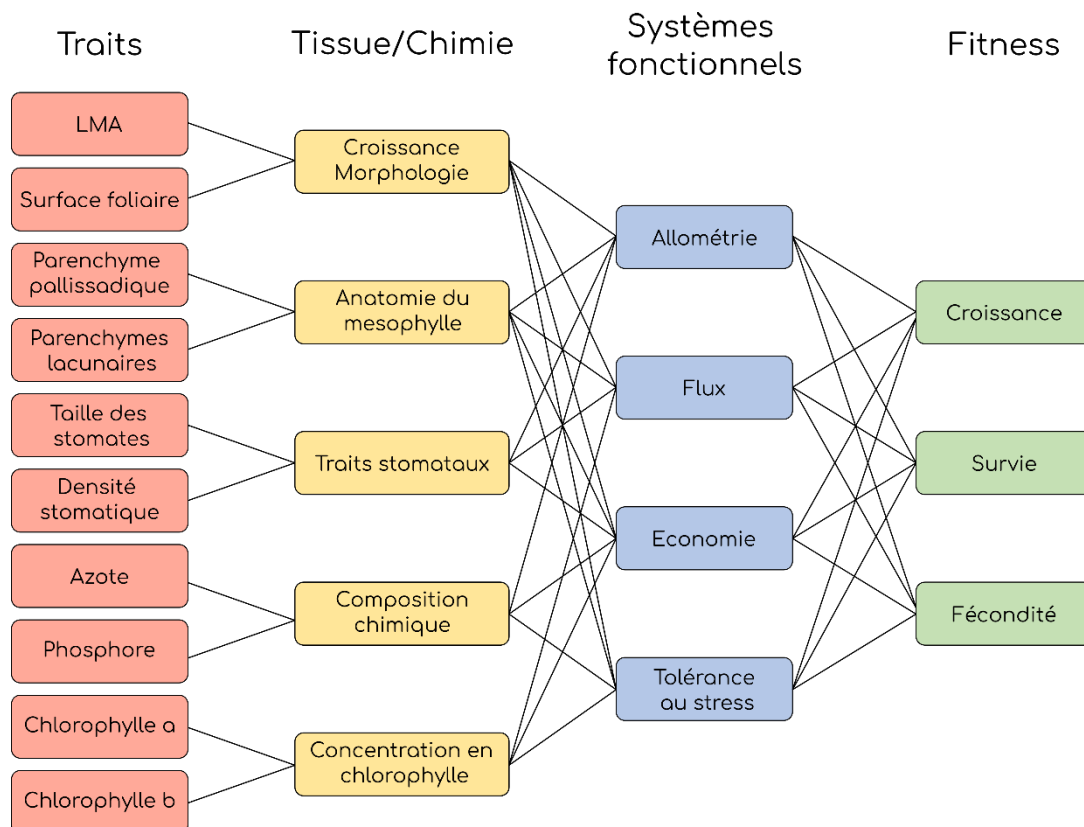 Traits
Tissue/Chimie
Systèmes
fonctionnels
Fitness
LMA
Surface foliaire
Parenchyme
pallissadique
Parenchymes
lacunaires
Taille des
stomates
Densité
stomatique
Azote
Phosphore
Chlorophylle a
Chlorophylle b
Croissance
Morphologie
Anatomie du
mesophylle
Traits stomataux
Composition
chimique
Concentration en
chlorophylle
Allométrie
Flux
Economie
Tolérance
au stress
Croissance
Survie
Fécondité